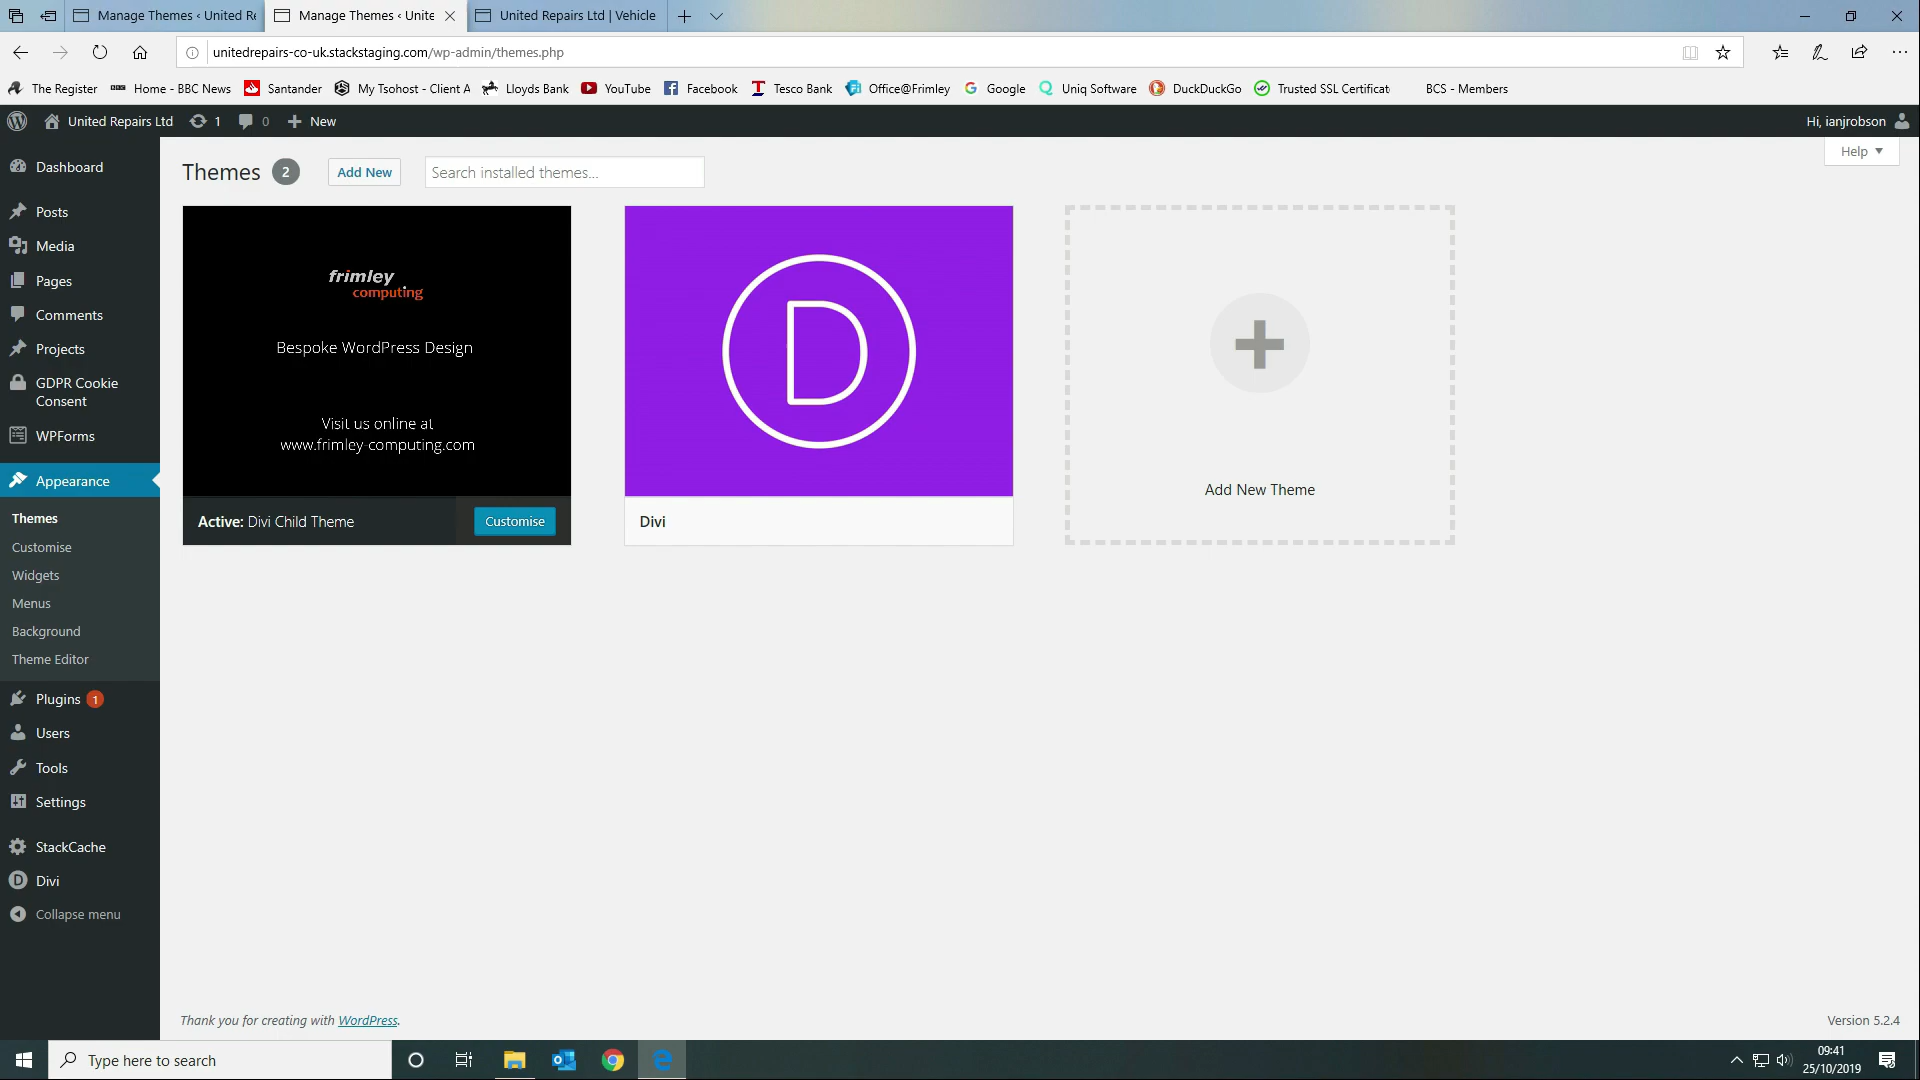 Manage Themes ‹ United Re
Manage Themes ‹ Unite
United Repairs Ltd | Vehicle
unitedrepairs-co-uk.stackstaging.com/wp-admin/themes.php
The Register
Home - BBC News
Santander
My Tsohost - Client A
Lloyds Bank
YouTube
Facebook
Tesco Bank
Office@Frimley
Google
Uniq Software
DuckDuckGo
Trusted SSL Certificat
BCS - Members
United Repairs Ltd
1
0
New
Hi, ianjrobson
Help
Dashboard
Posts
Media
Pages
Comments
Projects
GDPR Cookie
Consent
WPForms
Appearance
Themes
Customise
Widgets
Menus
Background
Theme Editor
Plugins 1
Users
Tools
Settings
StackCache
Divi
Collapse menu
Themes 2
Add New
Search installed themes...
frimley
computing
Bespoke WordPress Design
Visit us online at
www.frimley-computing.com
Active: Divi Child Theme
Customise
D
Divi
Add New Theme
Thank you for creating with WordPress.
Version 5.2.4
Type here to search
09:41
25/10/2019